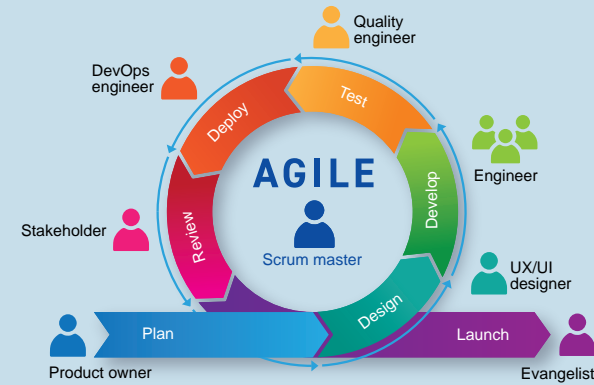 Quality
engineer
DevOps
engineer
Test
Deploy
AGILE
Engineer
Develop
Stakeholder
Review
Scrum master
UX/UI
designer
Design
Plan
Launch
Product owner
Evangelist